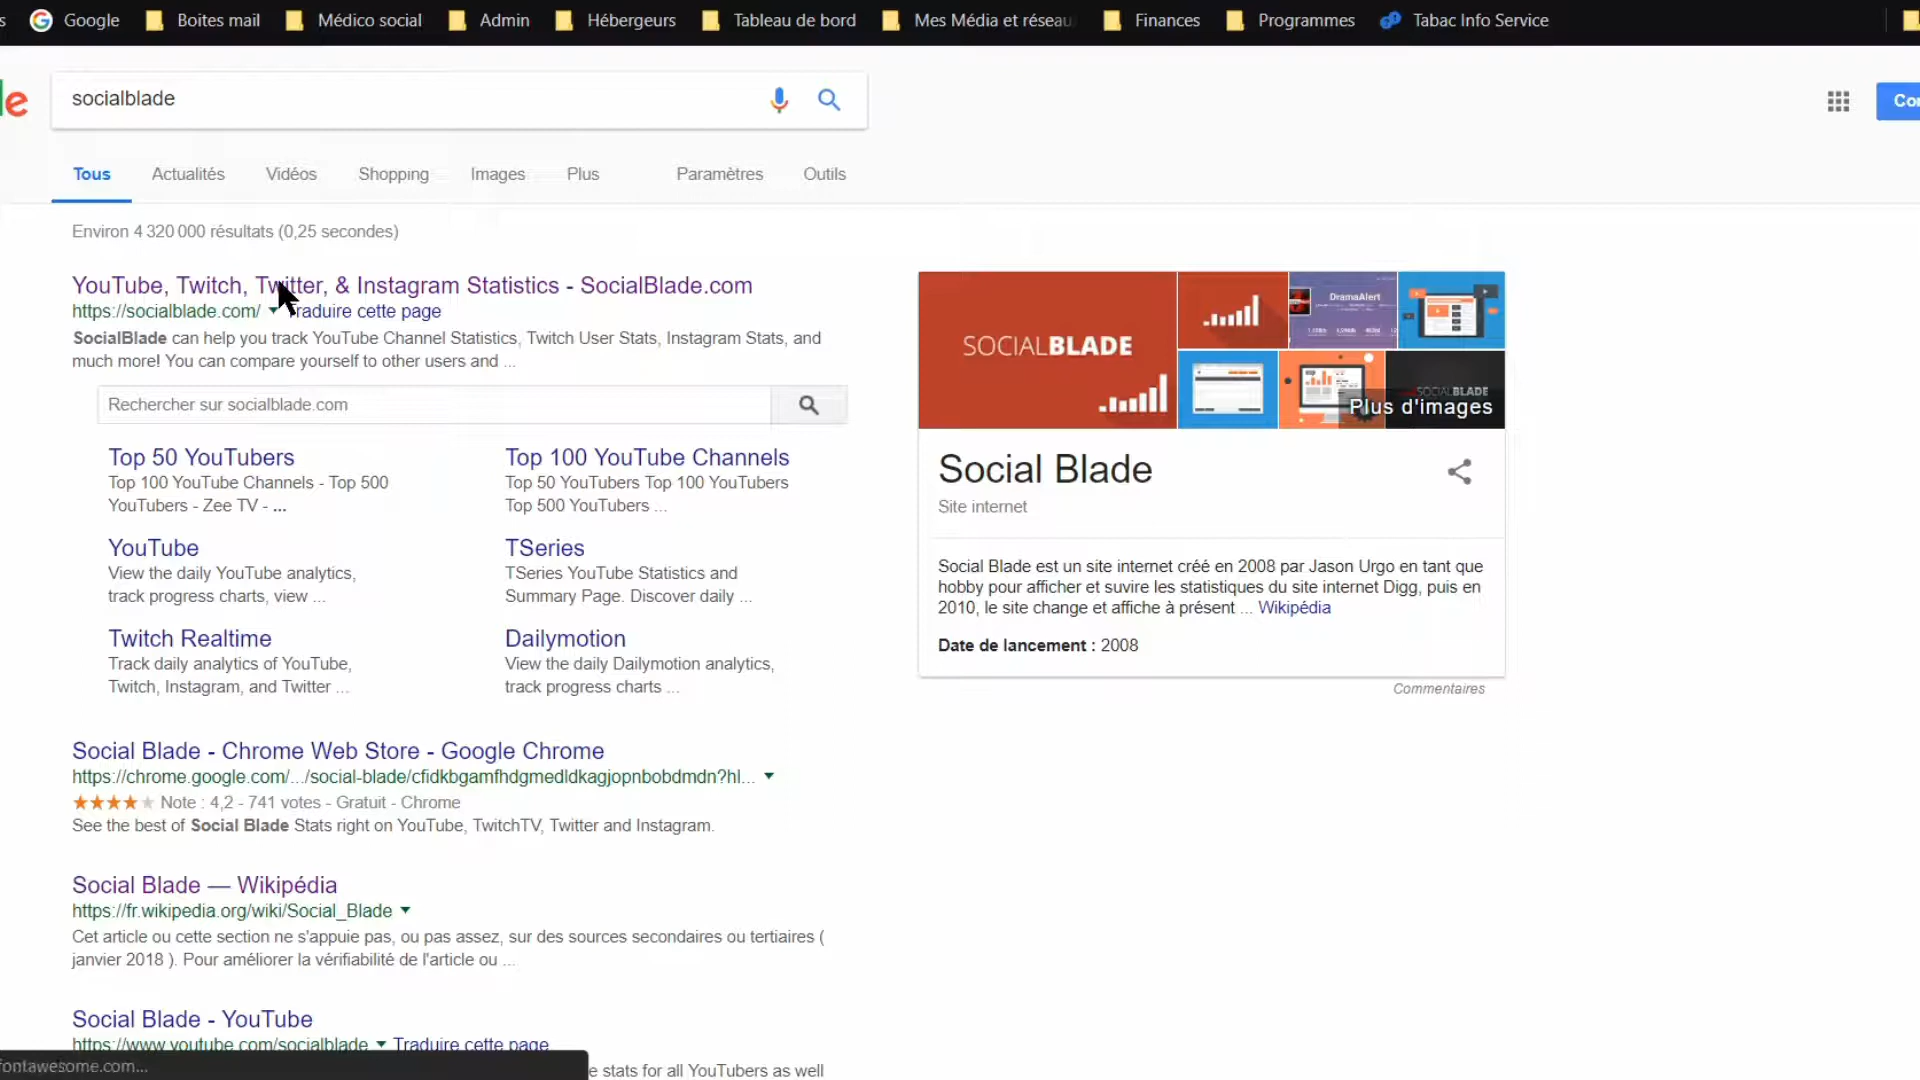 Google Boites mail Médico social Admin Hébergeurs Tableau de bord Mes Média et réseau Finances Programmes Tabac Info Service
socialblade
Tous Actualités Vidéos Shopping Images Plus Paramètres Outils
Environ 4 320 000 résultats (0,25 secondes)
YouTube, Twitch, Twitter, & Instagram Statistics - SocialBlade.com
https://socialblade.com/ Traduire cette page
SocialBlade can help you track YouTube Channel Statistics, Twitch User Stats, Instagram Stats, and
much more! You can compare yourself to other users and ...
Rechercher sur socialblade.com
Top 50 YouTubers
Top 100 YouTube Channels - Top 500
YouTubers - Zee TV - ...
Top 100 YouTube Channels
Top 50 YouTubers Top 100 YouTubers
Top 500 YouTubers ...
YouTube
View the daily YouTube analytics,
track progress charts, view ...
TSeries
TSeries YouTube Statistics and
Summary Page. Discover daily ...
Twitch Realtime
Track daily analytics of YouTube,
Twitch, Instagram, and Twitter ...
Dailymotion
View the daily Dailymotion analytics,
track progress charts ...
Social Blade - Chrome Web Store - Google Chrome
https://chrome.google.com/.../social-blade/cfidkbgamfhdgmedldkagjopnbobdmdn?hl...
Note : 4,2 - 741 votes - Gratuit - Chrome
See the best of Social Blade Stats right on YouTube, TwitchTV, Twitter and Instagram.
Social Blade — Wikipédia
https://fr.wikipedia.org/wiki/Social_Blade
Cet article ou cette section ne s'appuie pas, ou pas assez, sur des sources secondaires ou tertiaires (
janvier 2018 ). Pour améliorer la vérifiabilité de l'article ou ...
Social Blade - YouTube
https://www.youtube.com/socialblade Traduire cette page
e stats for all YouTubers as well
fontawesome.com...
SOCIALBLADE
DramaAlert
SOCIALBLADE
Plus d'images
Social Blade
Site internet
Social Blade est un site internet créé en 2008 par Jason Urgo en tant que
hobby pour afficher et suvire les statistiques du site internet Digg, puis en
2010, le site change et affiche à présent ... Wikipédia
Date de lancement : 2008
Commentaires